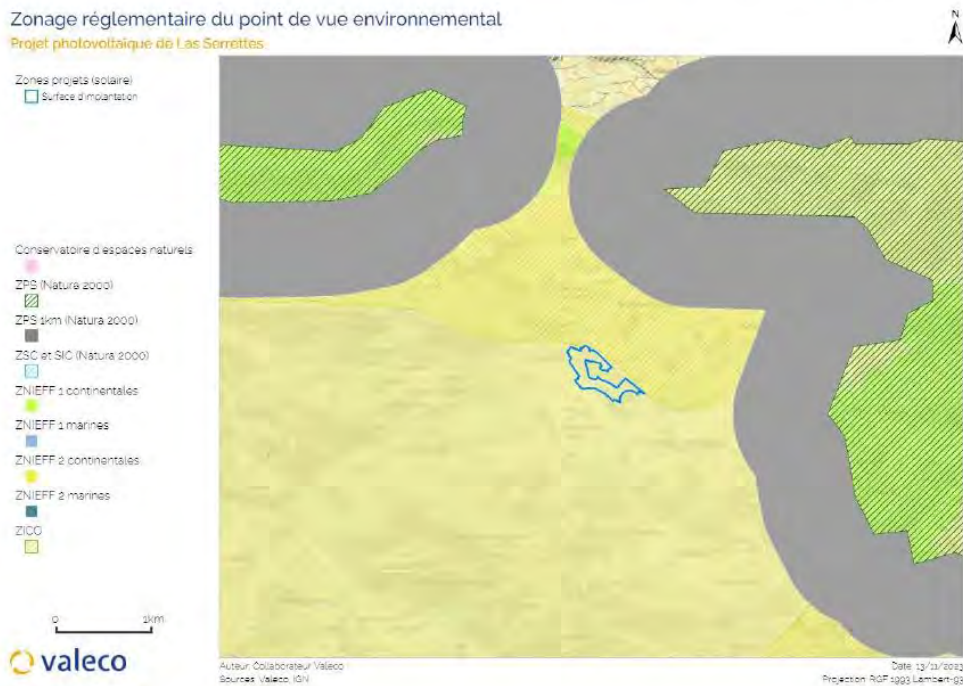 Zonage réglementaire du point de vue environnemental
Projet photovoltaïque de Las Serrettes
N
Zones projets (solaire)
Surface d'implantation
Conservatoire d'espaces naturels
ZPS (Natura 2000)
ZPS 1km (Natura 2000)
ZSC et SIC (Natura 2000)
ZNIEFF 1 continentales
ZNIEFF 1 marines
ZNIEFF 2 continentales
ZNIEFF 2 marines
ZICO
0 1km
valeco
Auteur: Collaborateur Valeco
Sources: Valeco, IGN
Date: 13/11/2023
Projection: RGF 1993 Lambert-93